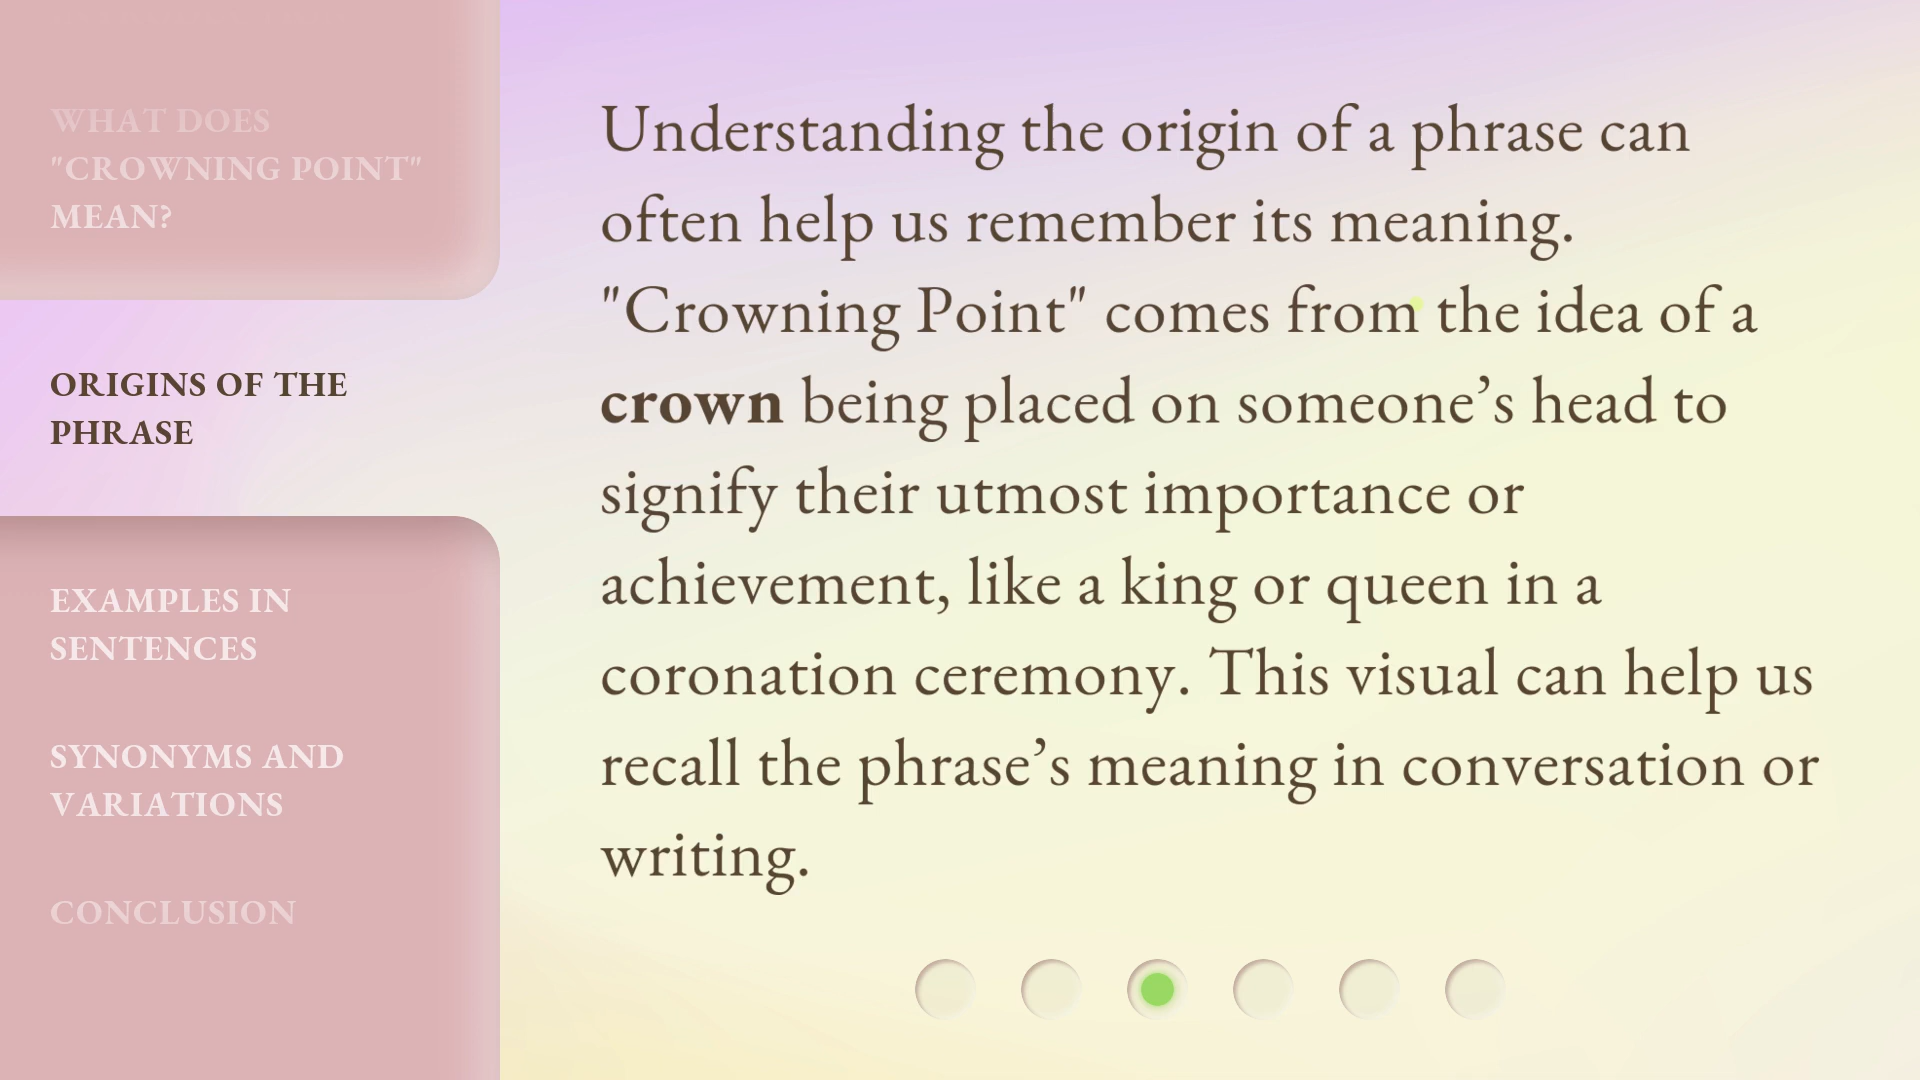 WHAT DOES
"CROWNING POINT"
MEAN?
ORIGINS OF THE
PHRASE
EXAMPLES IN
SENTENCES
SYNONYMS AND
VARIATIONS
CONCLUSION
Understanding the origin of a phrase can
often help us remember its meaning.
"Crowning Point" comes from the idea of a
crown being placed on someone’s head to
signify their utmost importance or
achievement, like a king or queen in a
coronation ceremony. This visual can help us
recall the phrase’s meaning in conversation or
writing.